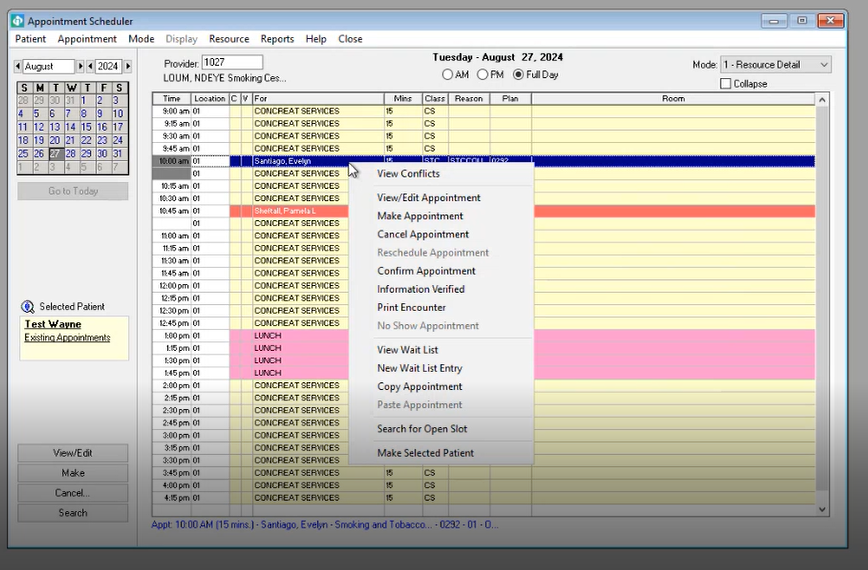 Appointment Scheduler
Patient Appointment Mode Display Resource Reports Help Close
August 2024
S M T W T F S
28 29 30 31 1 2 3
4 5 6 7 8 9 10
11 12 13 14 15 16 17
18 19 20 21 22 23 24
25 26 27 28 29 30 31
1 2 3 4 5 6 7
Go to Today
Selected Patient
Test Wayne
Existing Appointments
View/Edit
Make
Cancel...
Search
Provider: 1027
LOUM, NDEYE Smoking Ces...
Tuesday - August 27, 2024
AM PM Full Day
Mode: 1 - Resource Detail
Collapse
Time Location C V For Mins Class Reason Plan Room
9:00 am 01 CONCREAT SERVICES 15 CS
9:15 am 01 CONCREAT SERVICES 15 CS
9:30 am 01 CONCREAT SERVICES 15 CS
9:45 am 01 CONCREAT SERVICES 15 CS
10:00 am 01 Santiago, Evelyn 15 STC STCCOU 0292
01 CONCREAT SERVICES
10:15 am 01 CONCREAT SERVICES
10:30 am 01 CONCREAT SERVICES
10:45 am 01 Pamela L
01 CONCREAT SERVICES
11:00 am 01 CONCREAT SERVICES
11:15 am 01 CONCREAT SERVICES
11:30 am 01 CONCREAT SERVICES
11:45 am 01 CONCREAT SERVICES
12:00 pm 01 CONCREAT SERVICES
12:15 pm 01 CONCREAT SERVICES
12:30 pm 01 CONCREAT SERVICES
12:45 pm 01 CONCREAT SERVICES
1:00 pm 01 LUNCH
1:15 pm 01 LUNCH
1:30 pm 01 LUNCH
1:45 pm 01 LUNCH
2:00 pm 01 CONCREAT SERVICES
2:15 pm 01 CONCREAT SERVICES
2:30 pm 01 CONCREAT SERVICES
2:45 pm 01 CONCREAT SERVICES
3:00 pm 01 CONCREAT SERVICES
3:15 pm 01 CONCREAT SERVICES
3:30 pm 01 CONCREAT SERVICES
3:45 pm 01 CONCREAT SERVICES 15 CS
4:00 pm 01 CONCREAT SERVICES 15 CS
4:15 pm 01 CONCREAT SERVICES 15 CS
View Conflicts
View/Edit Appointment
Make Appointment
Cancel Appointment
Reschedule Appointment
Confirm Appointment
Information Verified
Print Encounter
No Show Appointment
View Wait List
New Wait List Entry
Copy Appointment
Paste Appointment
Search for Open Slot
Make Selected Patient
Appt: 10:00 AM (15 mins.) - Santiago, Evelyn - Smoking and Tobacco... - 0292 - 01 - O...